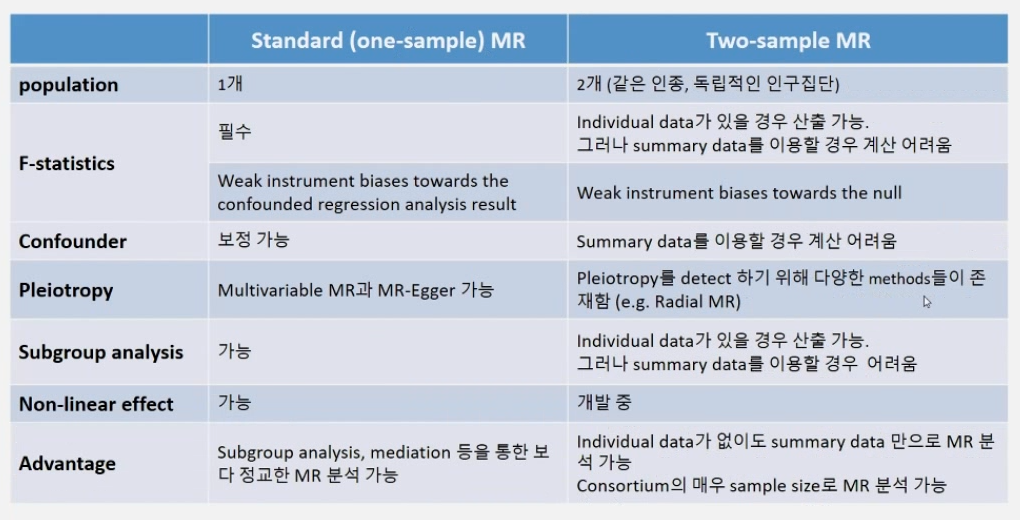 Standard (one-sample) MR
Two-sample MR
population
1개
2개 (같은 인종, 독립적인 인구집단)
F-statistics
필수
Individual data가 있을 경우 산출 가능.
그러나 summary data를 이용할 경우 계산 어려움
Weak instrument biases towards the
confounded regression analysis result
Weak instrument biases towards the null
Confounder
보정 가능
Summary data를 이용할 경우 계산 어려움
Pleiotropy
Multivariable MR과 MR-Egger 가능
Pleiotropy를 detect 하기 위해 다양한 methods들이 존
재함 (e.g. Radial MR)
Subgroup analysis
가능
Individual data가 있을 경우 산출 가능.
그러나 summary data를 이용할 경우 어려움
Non-linear effect
가능
개발 중
Advantage
Subgroup analysis, mediation 등을 통한 보
다 정교한 MR 분석 가능
Individual data가 없이도 summary data 만으로 MR 분
석 가능
Consortium의 매우 sample size로 MR 분석 가능